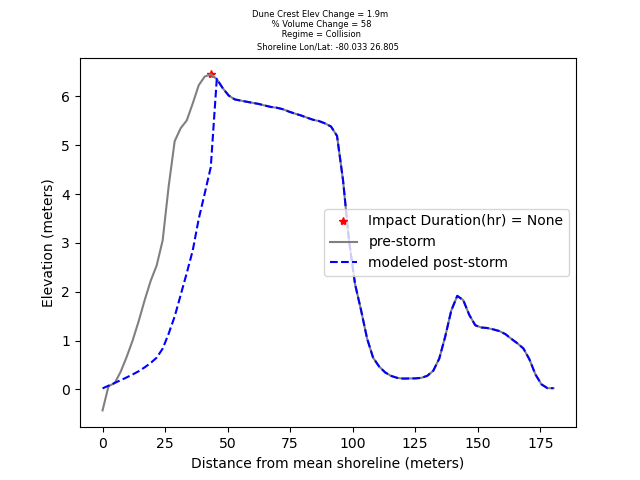 Dune Crest Elev Change = 1.9m
% Volume Change = 58
Regime = Collision
Shoreline Lon/Lat: -80.033 26.805
Elevation (meters)
6
5
4
3
2
1
0
Impact Duration(hr) = None
pre-storm
modeled post-storm
0 25 50 75 100 125 150 175
Distance from mean shoreline (meters)